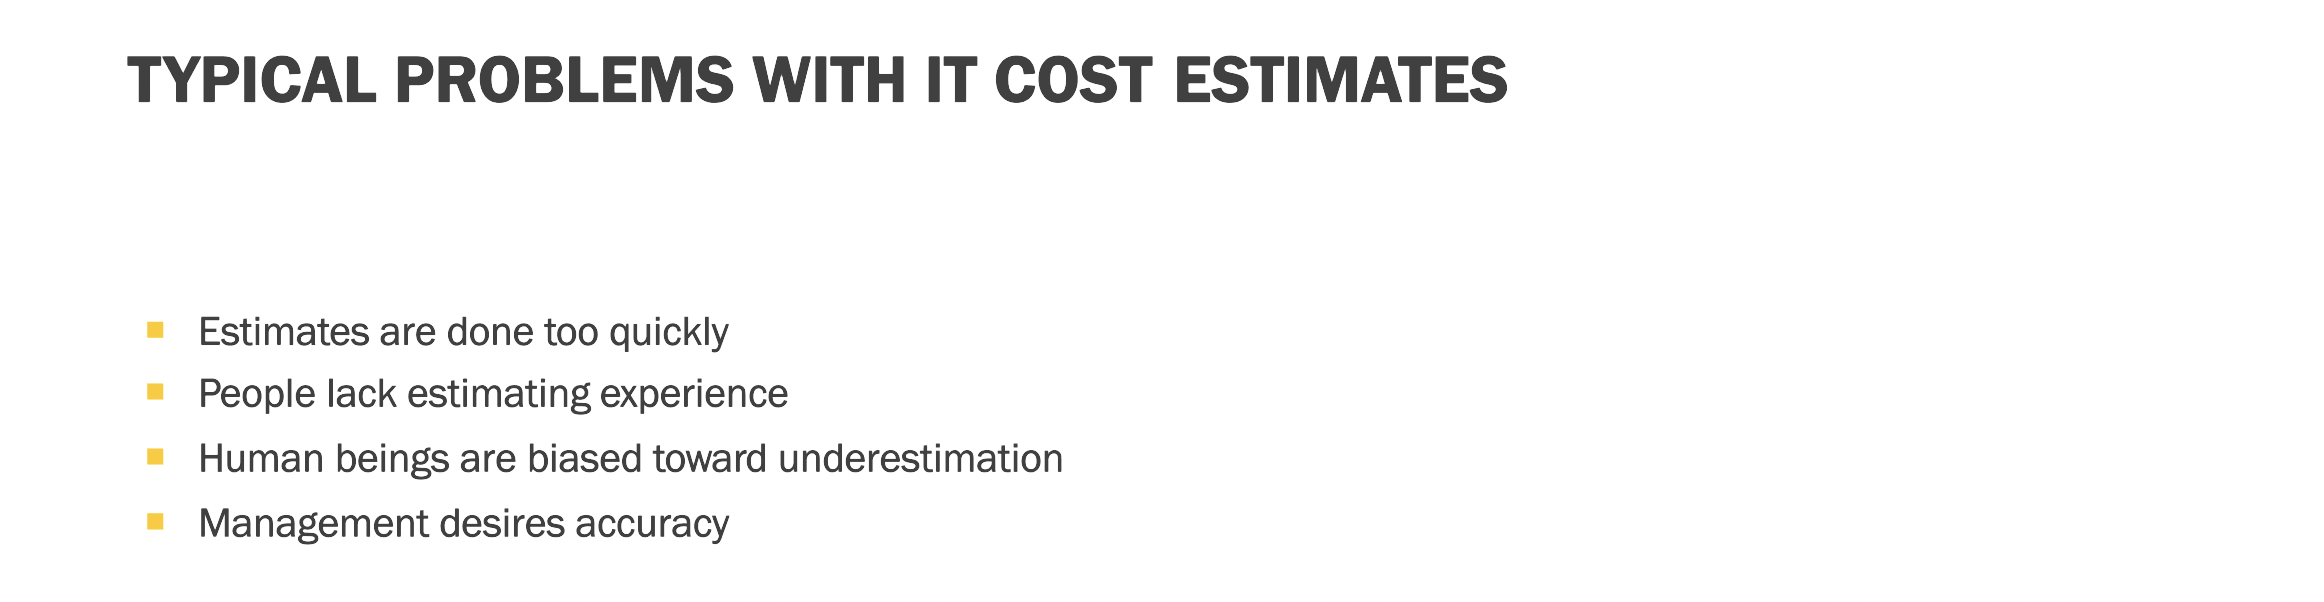 TYPICAL PROBLEMS WITH IT COST ESTIMATES
Estimates are done too quickly
People lack estimating experience
Human beings are biased toward underestimation
Management desires accuracy